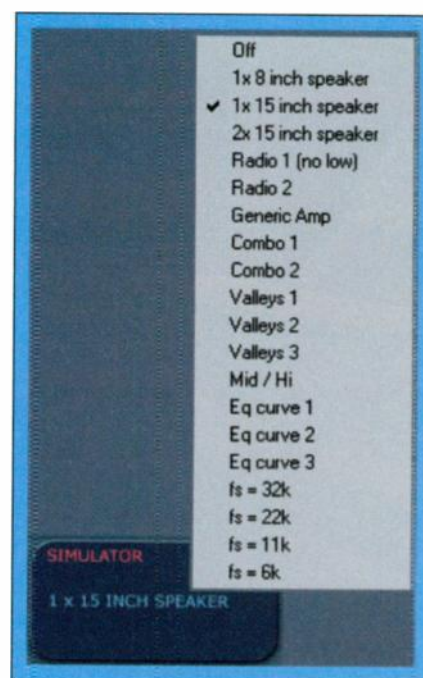 Off
1x 8 inch speaker
✔ 1x 15 inch speaker
2x 15 inch speaker
Radio 1 (no low)
Radio 2
Generic Amp
Combo 1
Combo 2
Valleys 1
Valleys 2
Valleys 3
Mid / Hi
Eq curve 1
Eq curve 2
Eq curve 3
fs = 32k
fs = 22k
fs = 11k
fs = 6k
SIMULATOR
1 x 15 INCH SPEAKER